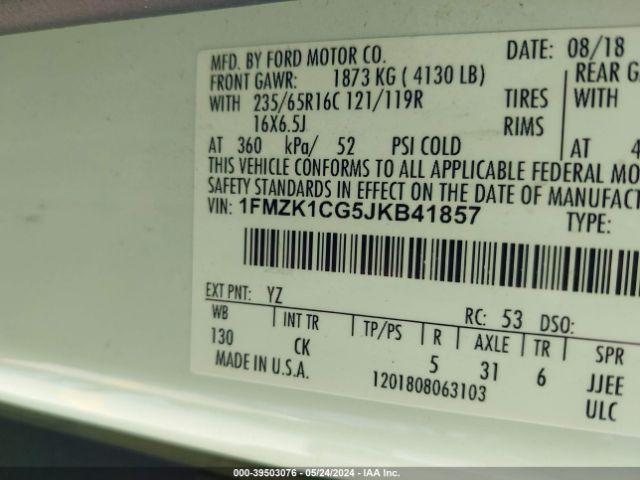 MFD. BY FORD MOTOR CO. DATE: 08/18
FRONT GAWR: 1873 KG ( 4130 LB) REAR G
WITH 235/65R16C 121/119R TIRES WITH
16X6.5J RIMS
AT 360 kPa/ 52 PSI COLD AT 4
THIS VEHICLE CONFORMS TO ALL APPLICABLE FEDERAL MO
SAFETY STANDARDS IN EFFECT ON THE DATE OF MANUFACT
VIN: 1FMZK1CG5JKB41857 TYPE:
EXT PNT: YZ RC: 53 DSO:
WB INT TR TP/PS R AXLE TR SPR
130 CK 5 31 6 JJEE
MADE IN U.S.A. 1201808063103 ULC
000-39503076 - 05/24/2024 - IAA Inc.